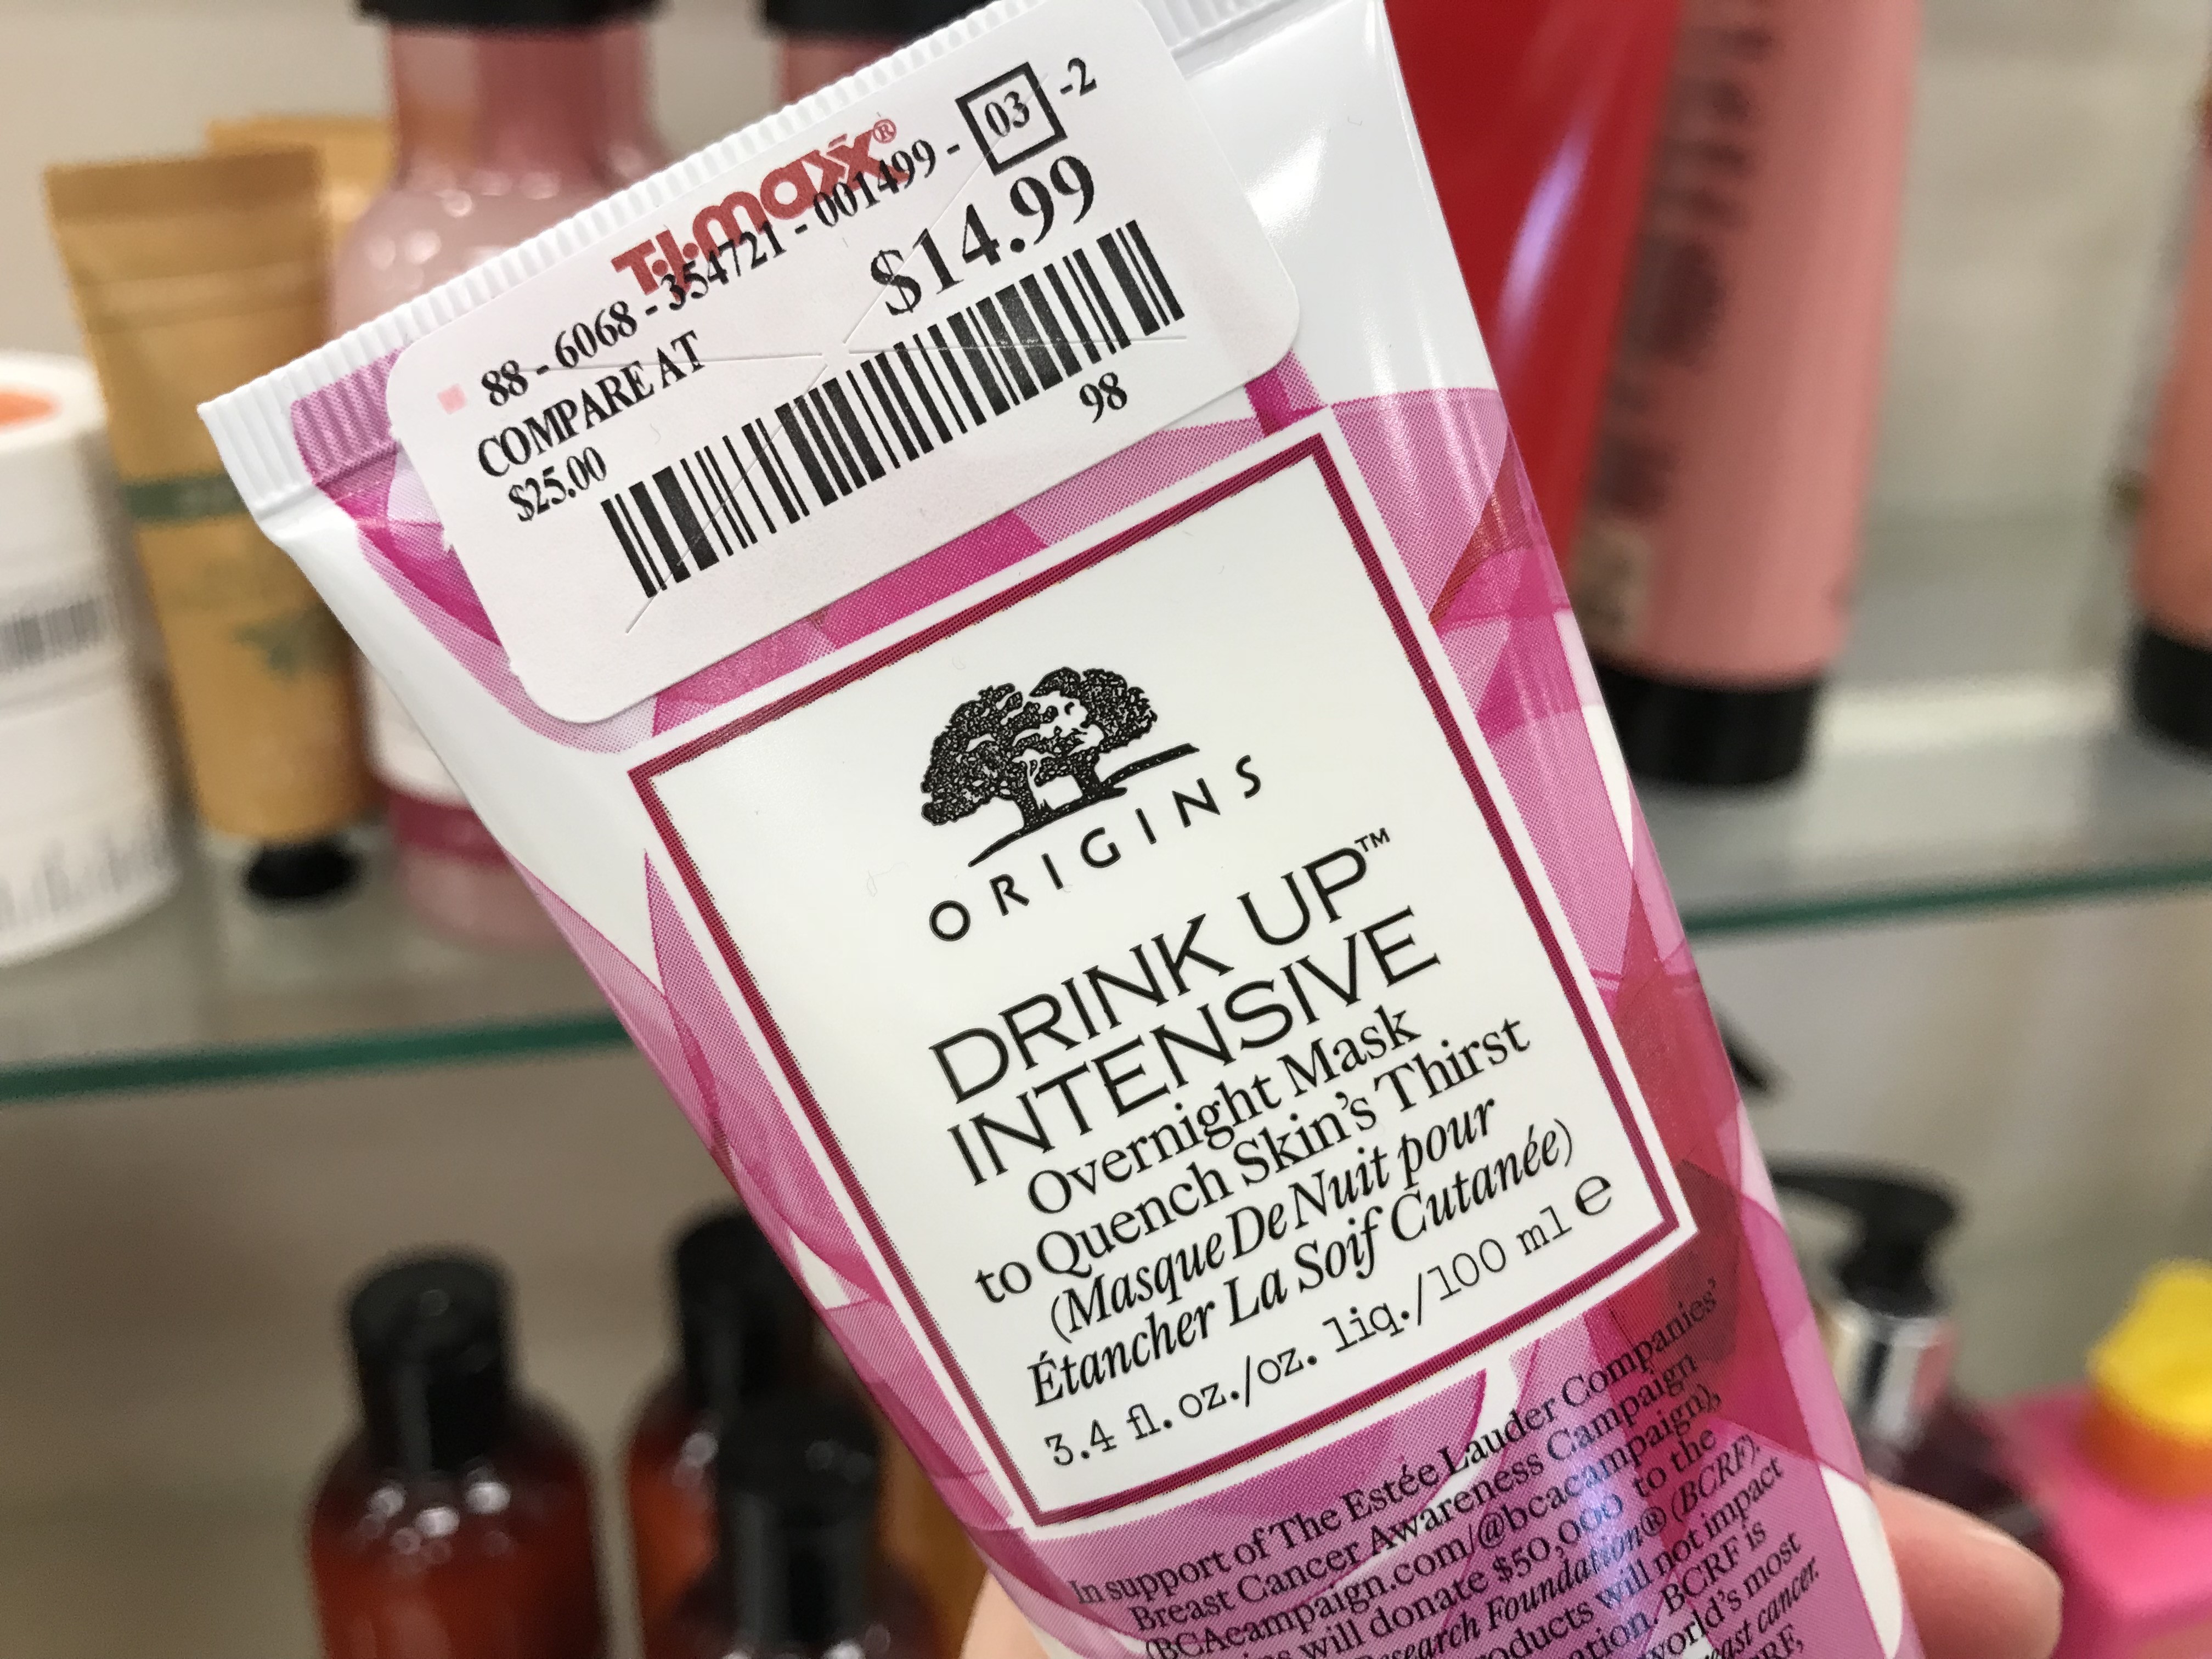 T.J.maxx®
88 - 6068 - 354721 - 001499 - 03 -2
COMPARE AT
$25.00
$14.99
98
ORIGINS
DRINK UP™
INTENSIVE
Overnight Mask
to Quench Skin's Thirst
(Masque De Nuit pour
Étancher La Soif Cutanée)
3.4 fl. oz./oz. liq./100 ml ℮
In support of The Estée Lauder Companies'
Breast Cancer Awareness Campaign
(BCAcampaign.com/@bcacampaign),
will donate $50,000 to the
Research Foundation® (BCRF).
products will not impact
BCRF is
world's most
breast cancer.